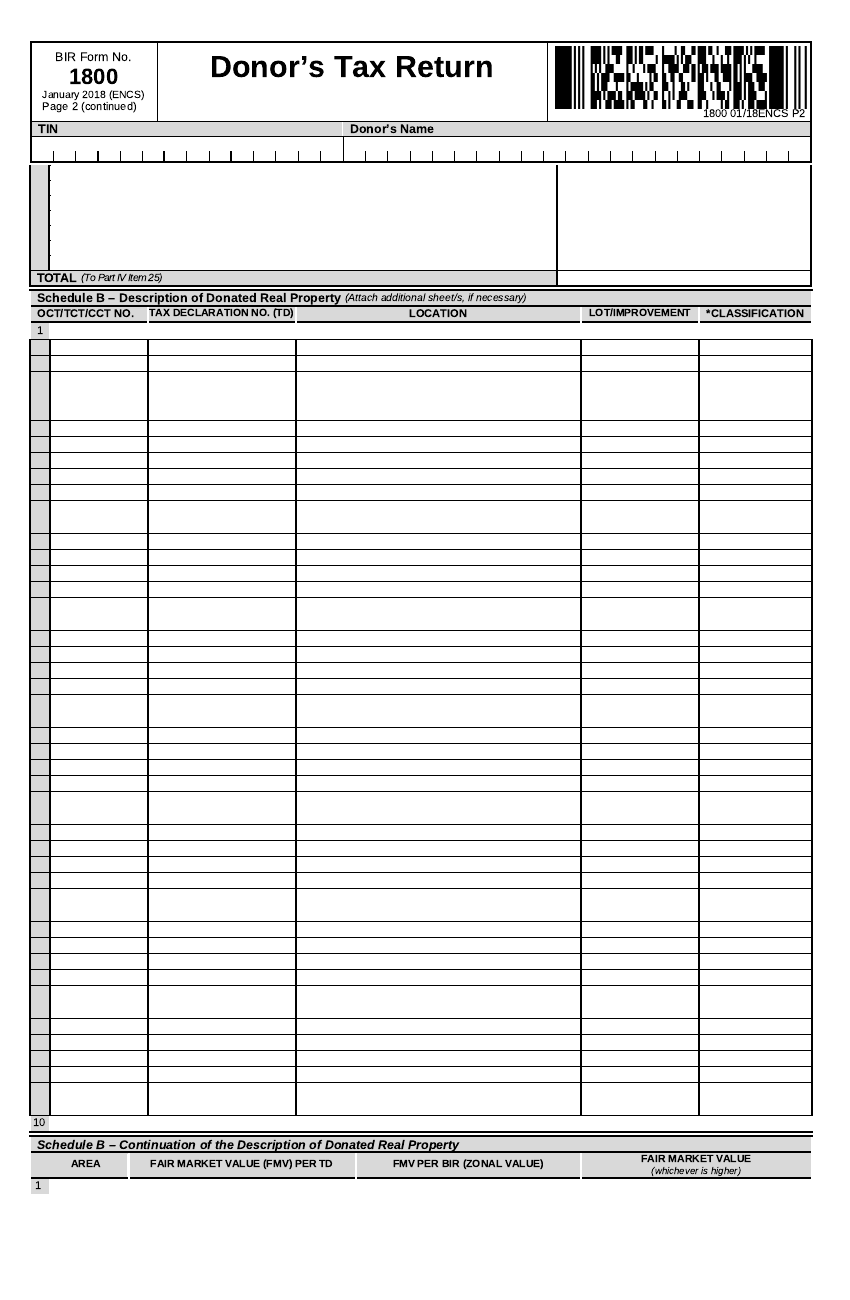 BIR Form No.
1800
January 2018 (ENCS)
Page 2 (continued)
Donor’s Tax Return
1800 01/18ENCS P2
TIN Donor's Name
TOTAL (To Part IV Item 25)
Schedule B – Description of Donated Real Property (Attach additional sheet/s, if necessary)
OCT/TCT/CCT NO. TAX DECLARATION NO. (TD) LOCATION LOT/IMPROVEMENT *CLASSIFICATION
1
10
Schedule B – Continuation of the Description of Donated Real Property
AREA FAIR MARKET VALUE (FMV) PER TD FMV PER BIR (ZONAL VALUE) FAIR MARKET VALUE
(whichever is higher)
1